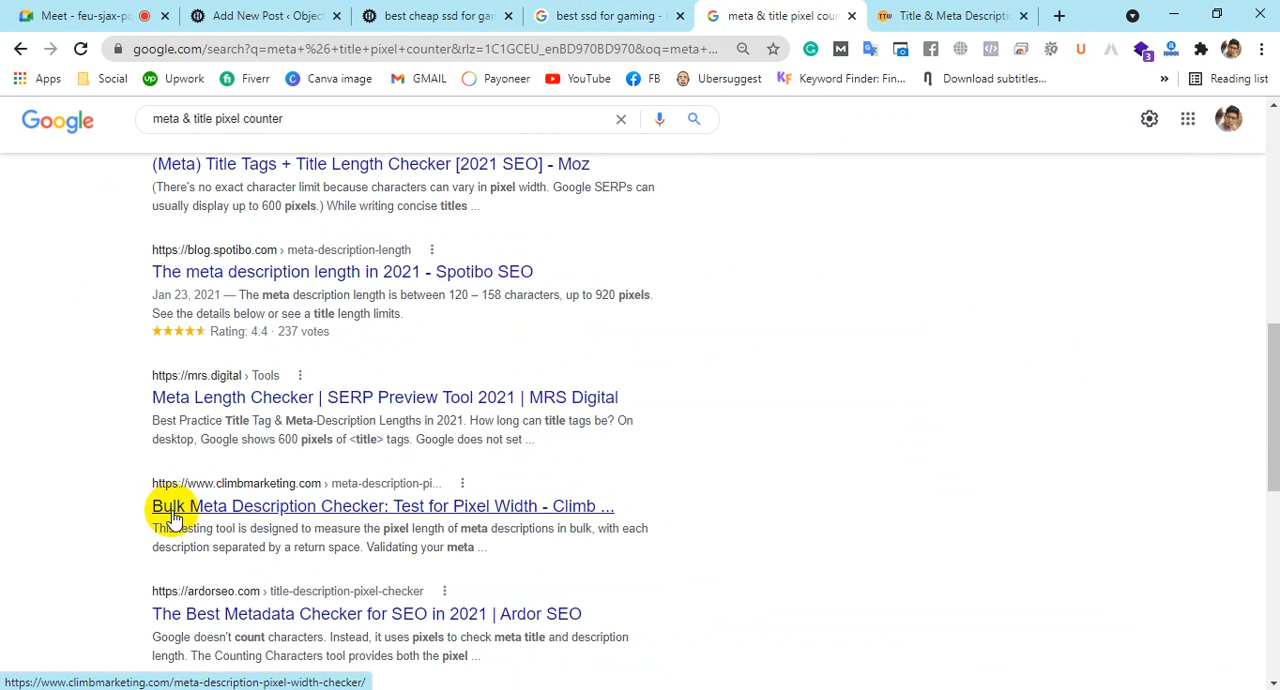 Meet - feu-sjax-p
Add New Post - Object
best cheap ssd for ga
best ssd for gaming -
meta & title pixel cou
Title & Meta Descripti
google.com/search?q=meta+%26+title+pixel+counter&rlz=1C1GCEU_enBD970BD970&oq=meta+...
Apps
Social
Upwork
Fiverr
Canva image
GMAIL
Payoneer
YouTube
FB
Ubersuggest
Keyword Finder: Fin...
Download subtitles...
»
Reading list
Google
meta & title pixel counter
(Meta) Title Tags + Title Length Checker [2021 SEO] - Moz
(There's no exact character limit because characters can vary in pixel width. Google SERPs can
usually display up to 600 pixels.) While writing concise titles ...
https://blog.spotibo.com › meta-description-length
The meta description length in 2021 - Spotibo SEO
Jan 23, 2021 — The meta description length is between 120 – 158 characters, up to 920 pixels.
See the details below or see a title length limits.
Rating: 4.4 · 237 votes
https://mrs.digital › Tools
Meta Length Checker | SERP Preview Tool 2021 | MRS Digital
Best Practice Title Tag & Meta-Description Lengths in 2021. How long can title tags be? On
desktop, Google shows 600 pixels of <title> tags. Google does not set ...
https://www.climbmarketing.com › meta-description-pi...
Bulk Meta Description Checker: Test for Pixel Width - Climb ...
This testing tool is designed to measure the pixel length of meta descriptions in bulk, with each
description separated by a return space. Validating your meta ...
https://ardorseo.com › title-description-pixel-checker
The Best Metadata Checker for SEO in 2021 | Ardor SEO
Google doesn't count characters. Instead, it uses pixels to check meta title and description
length. The Counting Characters tool provides both the pixel ...
https://www.climbmarketing.com/meta-description-pixel-width-checker/